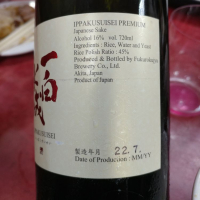 IPPAKUSUISEI PREMIUM
Japanese Sake
Alcohol 16% vol. 720ml
Ingredients : Rice, Water and Yeast
Rice Polish Ratio : 45%
Produced & Bottled by Fukurokujyu
Brewery Co., Ltd.
Akita, Japan
Product of Japan
PPAKUSUISEI
製造年月 22.7.
Date of Production : MM/YY